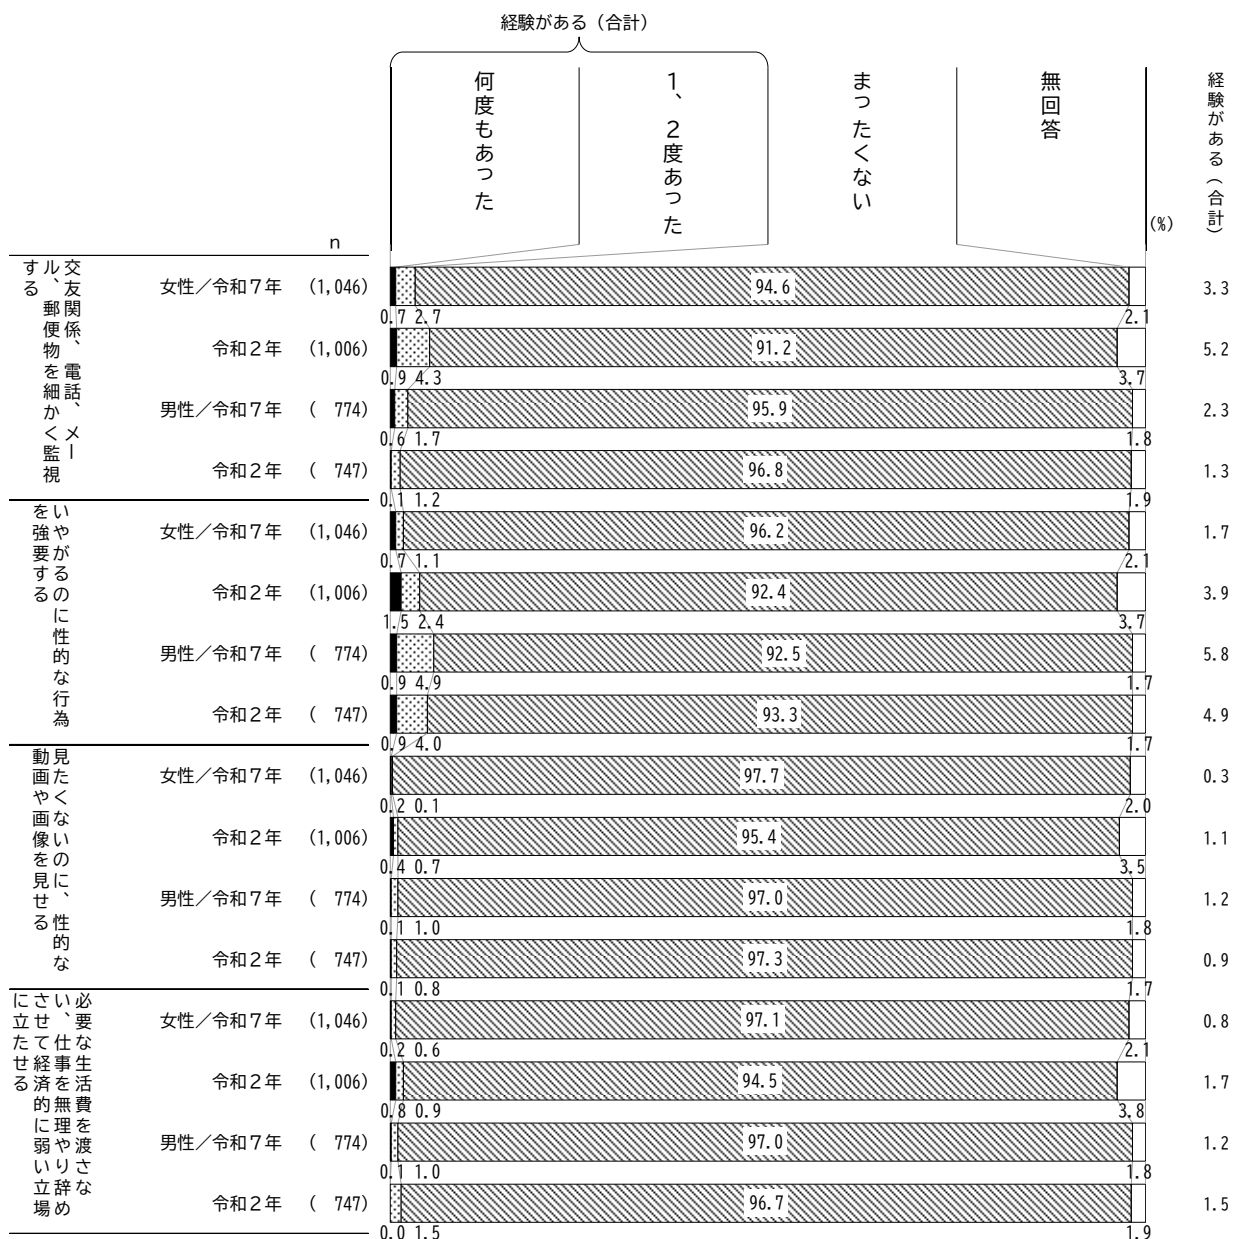 経験がある（合計）
何度もあった
１、２度あった
まったくない
無回答
経験がある（合計）
(%)
n
交友関係、電話、メー
ル、郵便物を細かく監視
する
女性／令和７年 (1,046) 94.6 3.3
0.7 2.7 2.1
令和２年 (1,006) 91.2 5.2
0.9 4.3 3.7
男性／令和７年 ( 774) 95.9 2.3
0.6 1.7 1.8
令和２年 ( 747) 96.8 1.3
0.1 1.2 1.9
いやがるのに性的な行為
を強要する
女性／令和７年 (1,046) 96.2 1.7
0.7 1.1 2.1
令和２年 (1,006) 92.4 3.9
1.5 2.4 3.7
男性／令和７年 ( 774) 92.5 5.8
0.9 4.9 1.7
令和２年 ( 747) 93.3 4.9
0.9 4.0 1.7
見たくないのに、性的な
動画や画像を見せる
女性／令和７年 (1,046) 97.7 0.3
0.2 0.1 2.0
令和２年 (1,006) 95.4 1.1
0.4 0.7 3.5
男性／令和７年 ( 774) 97.0 1.2
0.1 1.0 1.8
令和２年 ( 747) 97.3 0.9
0.1 0.8 1.7
必要な生活費を渡さな
い、仕事を無理やり辞め
させて経済的に弱い立場
に立たせる
女性／令和７年 (1,046) 97.1 0.8
0.2 0.6 2.1
令和２年 (1,006) 94.5 1.7
0.8 0.9 3.8
男性／令和７年 ( 774) 97.0 1.2
0.1 1.0 1.8
令和２年 ( 747) 96.7 1.5
0.0 1.5 1.9